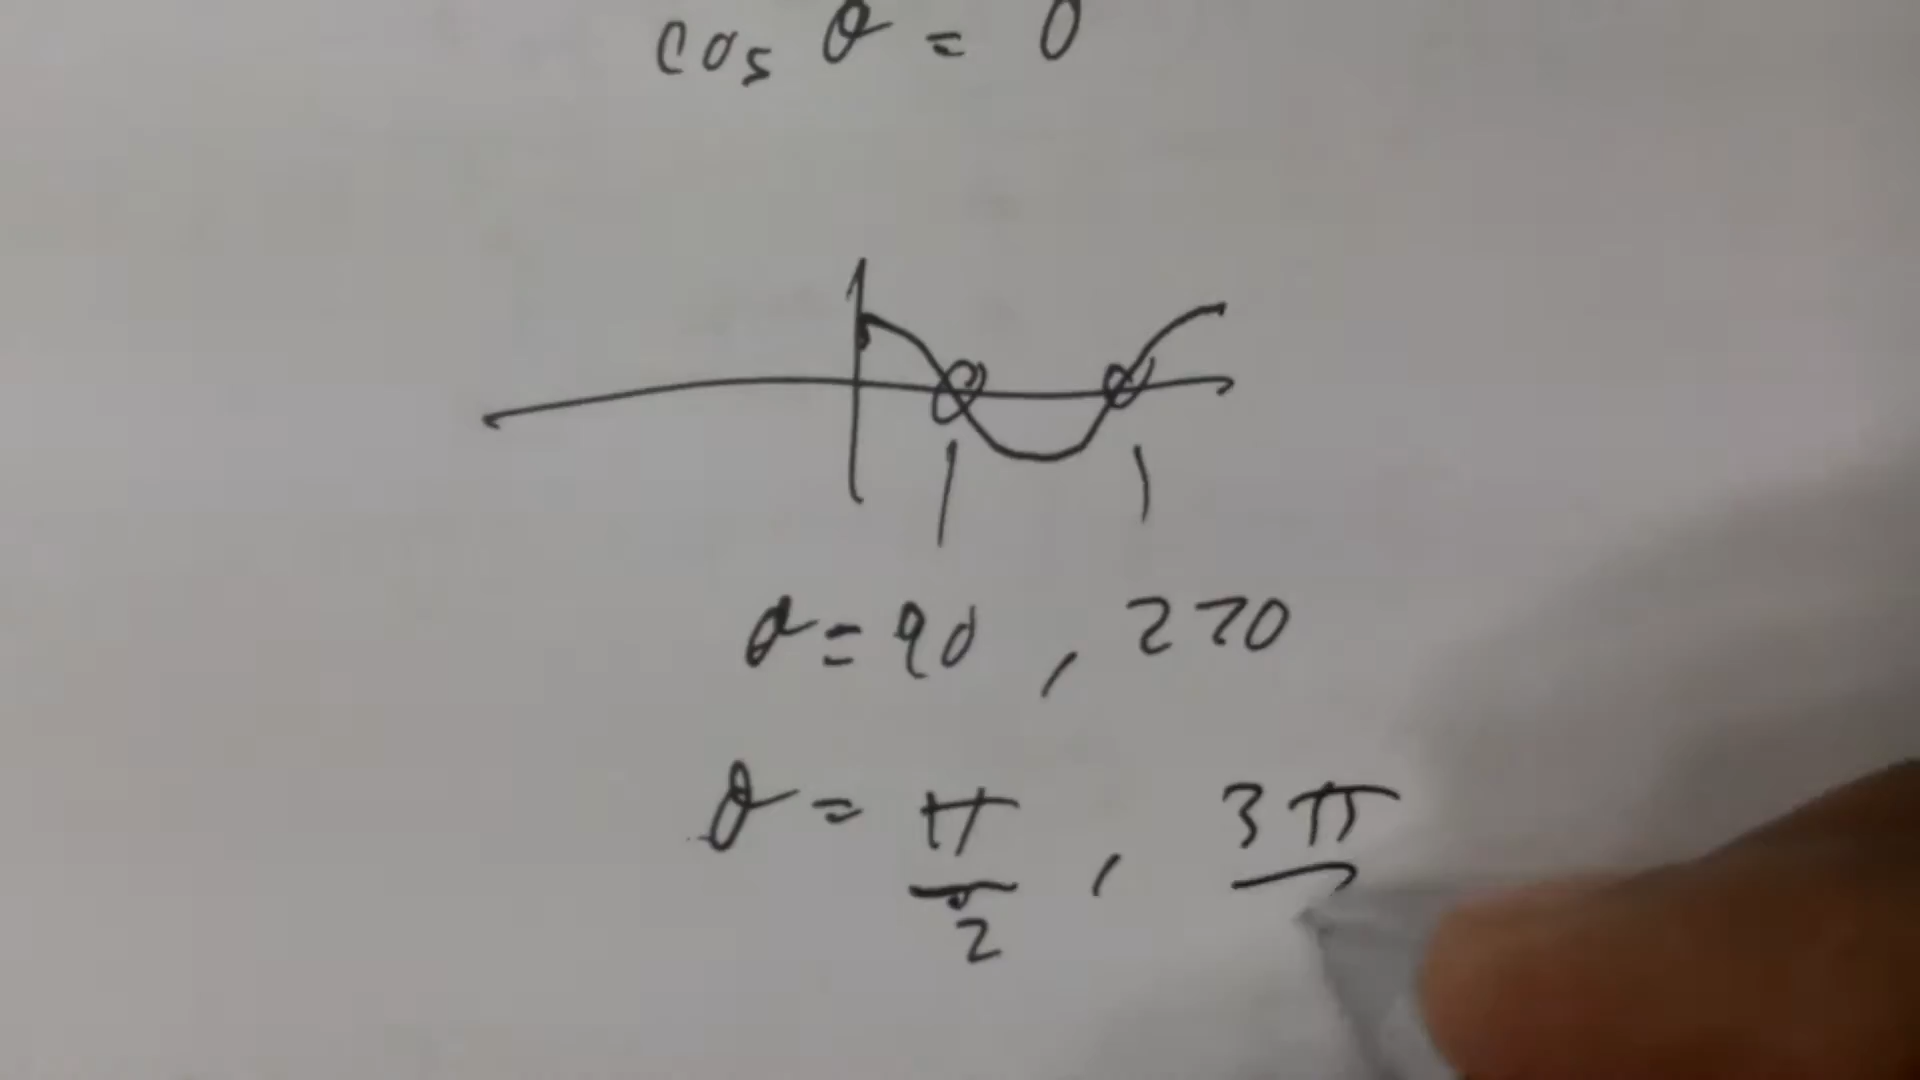 cos θ = 0
θ = 90 , 270
θ = π/2 , 3π